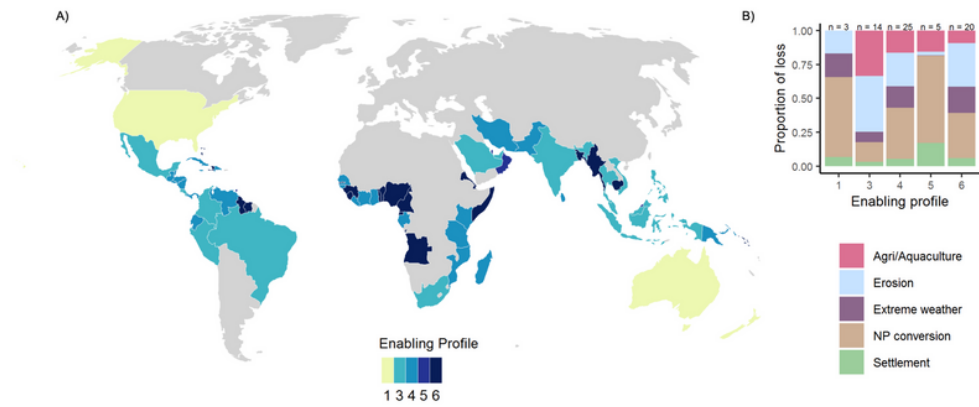 A)
B)
n = 3 n = 14 n = 25 n = 5 n = 20
1.00
0.75
0.50
0.25
0.00
Proportion of loss
1 3 4 5 6
Enabling profile
Agri/Aquaculture
Erosion
Extreme weather
NP conversion
Settlement
Enabling Profile
1 3 4 5 6